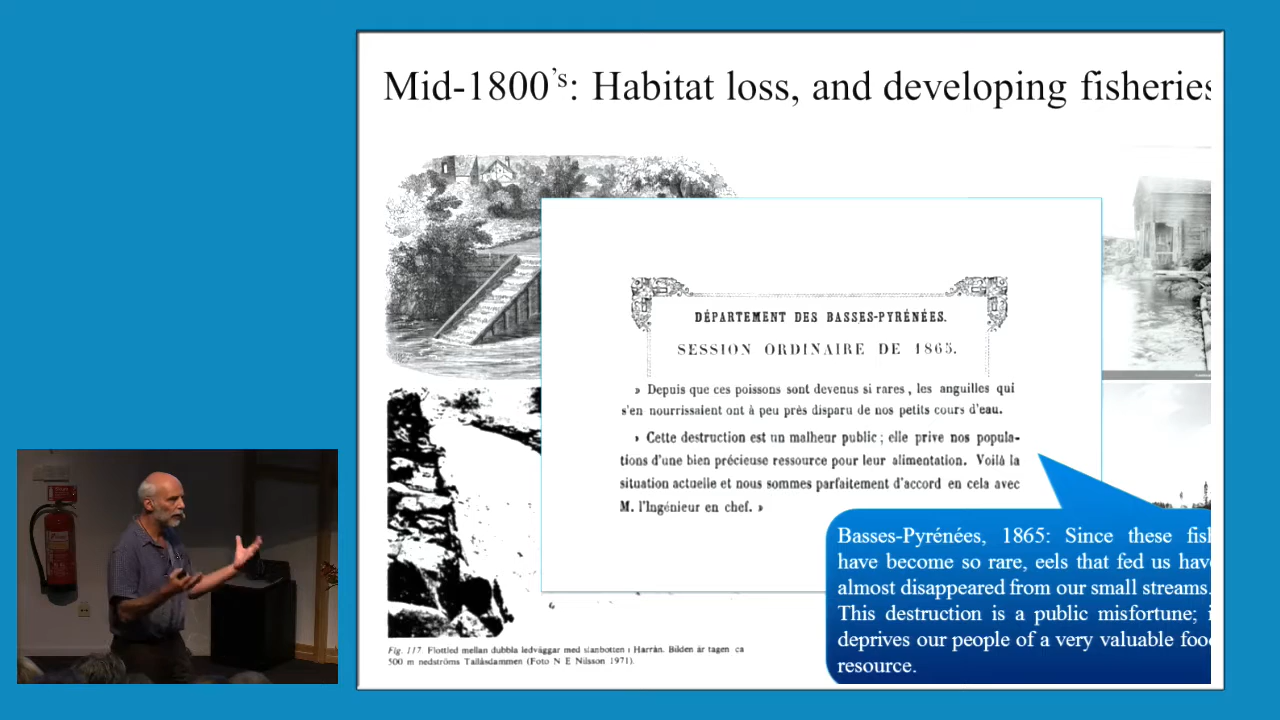 Mid-1800's: Habitat loss, and developing fisheries
DÉPARTEMENT DES BASSES-PYRÉNÉES.
SESSION ORDINAIRE DE 1865.
» Depuis que ces poissons sont devenus si rares, les anguilles qui
s'en nourrissaient ont à peu près disparu de nos petits cours d'eau.
» Cette destruction est un malheur public; elle prive nos popula-
tions d'une bien précieuse ressource pour leur alimentation. Voilà la
situation actuelle et nous sommes parfaitement d'accord en cela avec
M. l'Ingénieur en chef. »
Basses-Pyrénées, 1865: Since these fish
have become so rare, eels that fed us have
almost disappeared from our small streams.
This destruction is a public misfortune;
deprives our people of a very valuable
resource.
Fig. 117. Flottled mellan dubbla ledväggar med stanbotten i Harrån. Bilden är tagen ca
500 m nedströms Tallåsdammen (Foto N E Nilsson 1971).